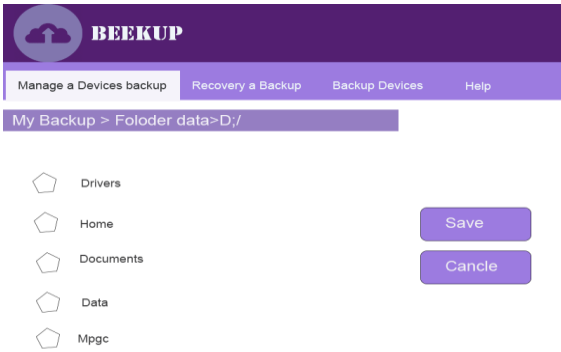 BEEKUP
Manage a Devices backup Recovery a Backup Backup Devices Help
My Backup > Foloder data>D;/
Drivers
Home
Save
Documents
Cancle
Data
Mpgc